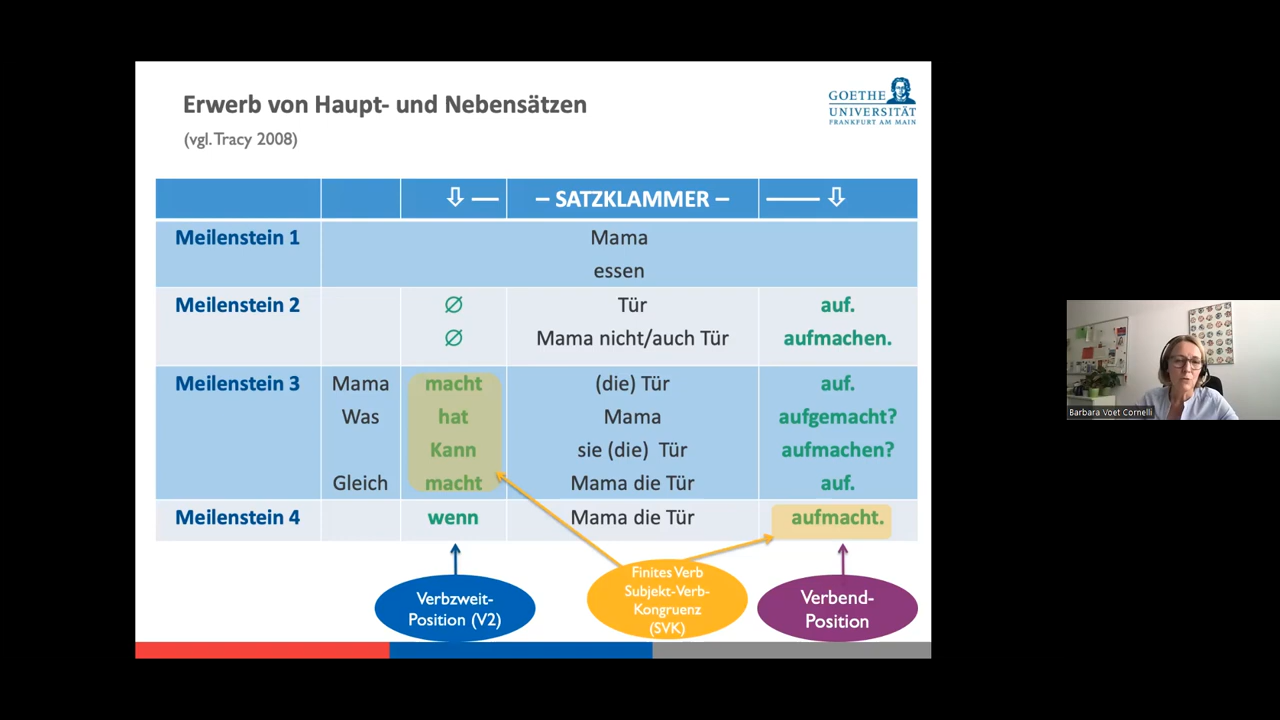 Erwerb von Haupt- und Nebensätzen
(vgl. Tracy 2008)
GOETHE
UNIVERSITÄT
FRANKFURT AM MAIN
– SATZKLAMMER –
Meilenstein 1 Mama
essen
Meilenstein 2 ∅ Tür auf.
∅ Mama nicht/auch Tür aufmachen.
Meilenstein 3 Mama macht (die) Tür auf.
Was hat Mama aufgemacht?
Kann sie (die) Tür aufmachen?
Gleich macht Mama die Tür auf.
Meilenstein 4 wenn Mama die Tür aufmacht.
Verbzweit-
Position (V2)
Finites Verb
Subjekt-Verb-
Kongruenz
(SVK)
Verbend-
Position
Barbara Voet Cornelli